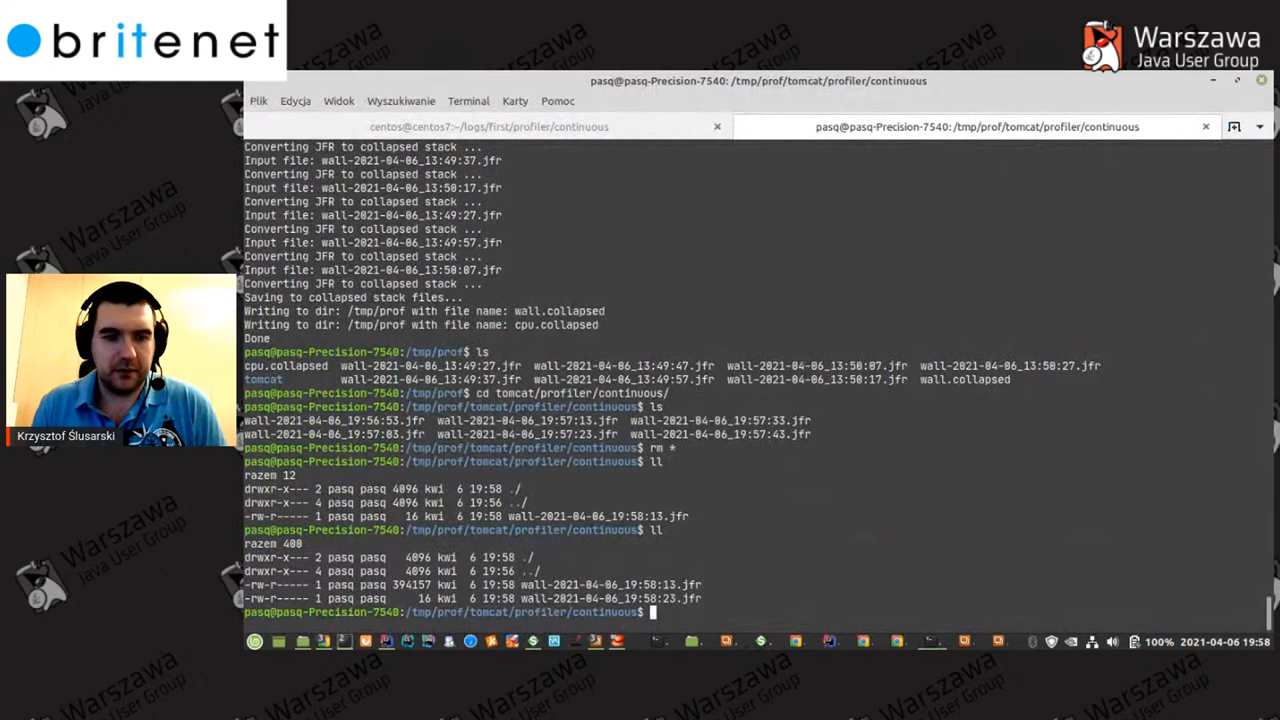 britenet
Warszawa
Java User Group
pasq@pasq-Precision-7540: /tmp/prof/tomcat/profiler/continuous
Plik Edycja Widok Wyszukiwanie Terminal Karty Pomoc
centos@centos7:~/logs/first/profiler/continuous
pasq@pasq-Precision-7540: /tmp/prof/tomcat/profiler/continuous
Converting JFR to collapsed stack ...
Input file: wall-2021-04-06_13:49:37.jfr
Converting JFR to collapsed stack ...
Input file: wall-2021-04-06_13:50:17.jfr
Converting JFR to collapsed stack ...
Input file: wall-2021-04-06_13:49:27.jfr
Converting JFR to collapsed stack ...
Input file: wall-2021-04-06_13:49:57.jfr
Converting JFR to collapsed stack ...
Input file: wall-2021-04-06_13:50:07.jfr
Converting JFR to collapsed stack ...
Saving to collapsed stack files...
Writing to dir: /tmp/prof with file name: wall.collapsed
Writing to dir: /tmp/prof with file name: cpu.collapsed
Done
pasq@pasq-Precision-7540:/tmp/prof$ ls
cpu.collapsed wall-2021-04-06_13:49:27.jfr wall-2021-04-06_13:49:47.jfr wall-2021-04-06_13:50:07.jfr wall-2021-04-06_13:50:27.jfr
tomcat wall-2021-04-06_13:49:37.jfr wall-2021-04-06_13:49:57.jfr wall-2021-04-06_13:50:17.jfr wall.collapsed
pasq@pasq-Precision-7540:/tmp/prof$ cd tomcat/profiler/continuous/
pasq@pasq-Precision-7540:/tmp/prof/tomcat/profiler/continuous$ ls
wall-2021-04-06_19:56:53.jfr wall-2021-04-06_19:57:13.jfr wall-2021-04-06_19:57:33.jfr
wall-2021-04-06_19:57:03.jfr wall-2021-04-06_19:57:23.jfr wall-2021-04-06_19:57:43.jfr
pasq@pasq-Precision-7540:/tmp/prof/tomcat/profiler/continuous$ rm *
pasq@pasq-Precision-7540:/tmp/prof/tomcat/profiler/continuous$ ll
razem 12
drwxr-x--- 2 pasq pasq 4096 kwi 6 19:58 ./
drwxr-x--- 4 pasq pasq 4096 kwi 6 19:56 ../
-rw-r----- 1 pasq pasq 16 kwi 6 19:58 wall-2021-04-06_19:58:13.jfr
pasq@pasq-Precision-7540:/tmp/prof/tomcat/profiler/continuous$ ll
razem 400
drwxr-x--- 2 pasq pasq 4096 kwi 6 19:58 ./
drwxr-x--- 4 pasq pasq 4096 kwi 6 19:56 ../
-rw-r----- 1 pasq pasq 394157 kwi 6 19:58 wall-2021-04-06_19:58:13.jfr
-rw-r----- 1 pasq pasq 16 kwi 6 19:58 wall-2021-04-06_19:58:23.jfr
pasq@pasq-Precision-7540:/tmp/prof/tomcat/profiler/continuous$
Krzysztof Ślusarski
100% 2021-04-06 19:58